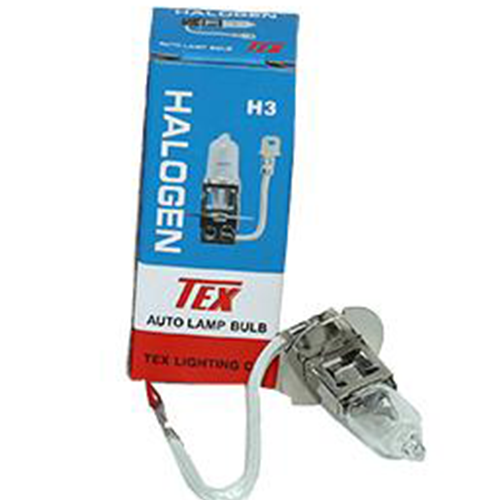 HALOGEN
AUTO LAMP BULB TEX
H3
HALOGEN
TEX
AUTO LAMP BULB
TEX LIGHTING